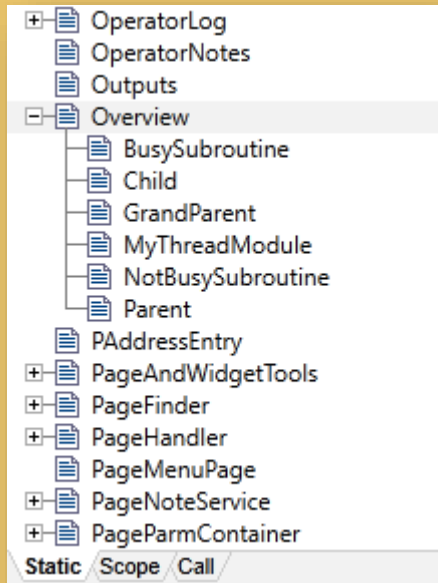 OperatorLog
OperatorNotes
Outputs
Overview
BusySubroutine
Child
GrandParent
MyThreadModule
NotBusySubroutine
Parent
PAddressEntry
PageAndWidgetTools
PageFinder
PageHandler
PageMenuPage
PageNoteService
PageParmContainer
Static Scope Call